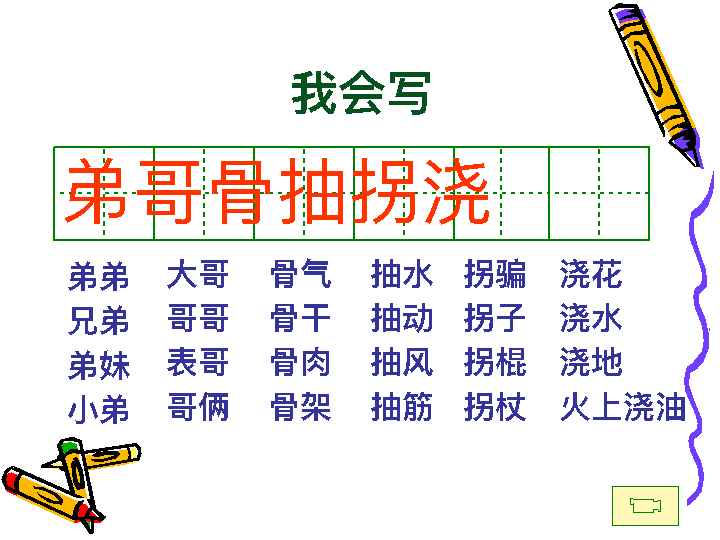 我会写
弟哥骨抽拐浇
弟弟 大哥 骨气 抽水 拐骗 浇花
兄弟 哥哥 骨干 抽动 拐子 浇水
弟妹 表哥 骨肉 抽风 拐棍 浇地
小弟 哥俩 骨架 抽筋 拐杖 火上浇油